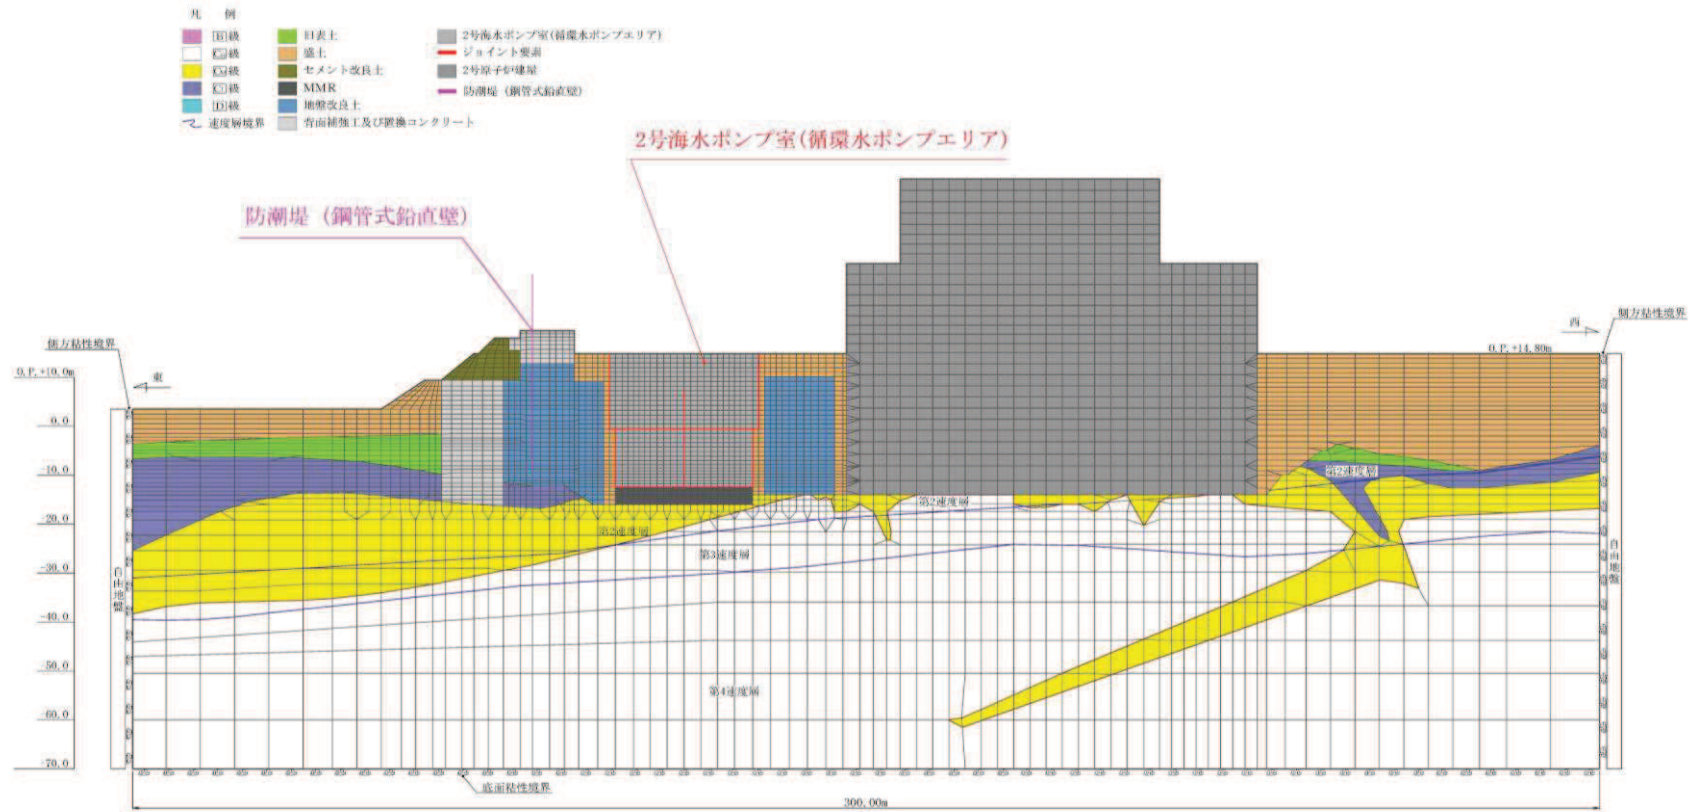 凡 例
B級
旧表土
2号海水ポンプ室(循環水ポンプエリア)
級
盛土
ジョイント要素
級
セメント改良土
2号原子炉建屋
級
MMR
防潮堤 (鋼管式鉛直壁)
D級
地盤改良土
速度層境界
背面補強工及び置換コンクリート
2号海水ポンプ室(循環水ポンプエリア)
防潮堤 (鋼管式鉛直壁)
側方粘性境界
西
側方粘性境界
O.P.+14.80m
O.P.+10.0m
東
0.0
-10.0
第2速度層
-20.0
第2速度層
第2速度層
第3速度層
-30.0
自由地盤
自由地盤
-40.0
-50.0
第4速度層
-60.0
-70.0
底面粘性境界
300.00m